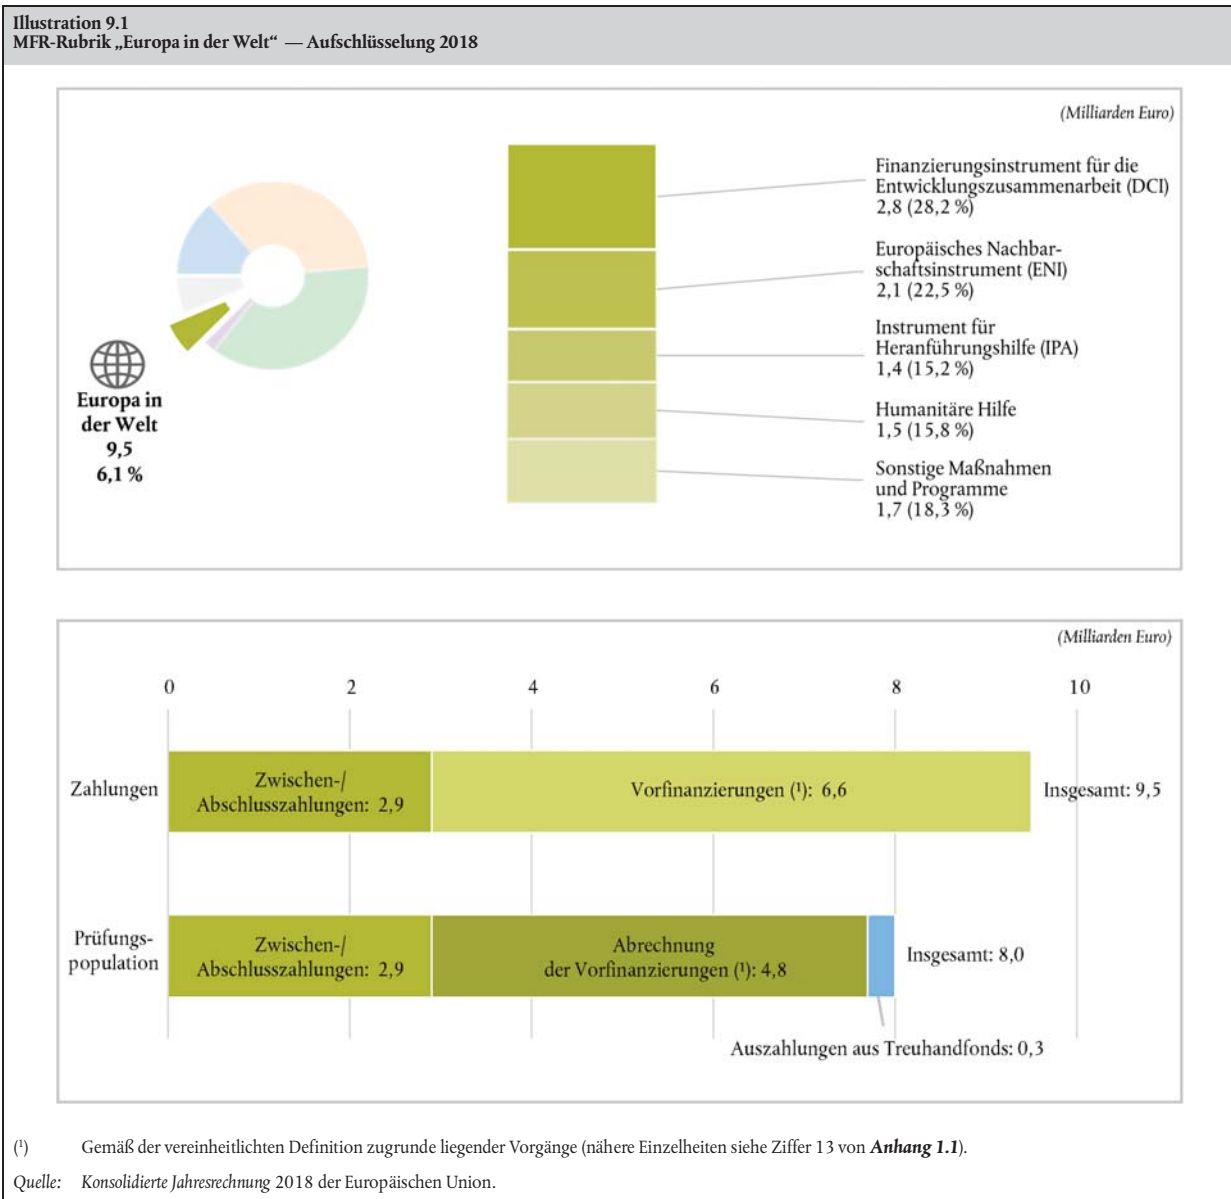 Illustration 9.1
MFR-Rubrik „Europa in der Welt“ — Aufschlüsselung 2018
(Milliarden Euro)
Finanzierungsinstrument für die
Entwicklungszusammenarbeit (DCI)
2,8 (28,2 %)
Europäisches Nachbar-
schaftsinstrument (ENI)
2,1 (22,5 %)
Instrument für
Heranführungshilfe (IPA)
1,4 (15,2 %)
Humanitäre Hilfe
1,5 (15,8 %)
Sonstige Maßnahmen
und Programme
1,7 (18,3 %)
Europa in
der Welt
9,5
6,1 %
(Milliarden Euro)
0 2 4 6 8 10
Zahlungen
Zwischen-/
Abschlusszahlungen: 2,9
Vorfinanzierungen (¹): 6,6
Insgesamt: 9,5
Prüfungs-
population
Zwischen-/
Abschlusszahlungen: 2,9
Abrechnung
der Vorfinanzierungen (¹): 4,8
Insgesamt: 8,0
Auszahlungen aus Treuhandfonds: 0,3
(¹) Gemäß der vereinheitlichten Definition zugrunde liegender Vorgänge (nähere Einzelheiten siehe Ziffer 13 von Anhang 1.1).
Quelle: Konsolidierte Jahresrechnung 2018 der Europäischen Union.